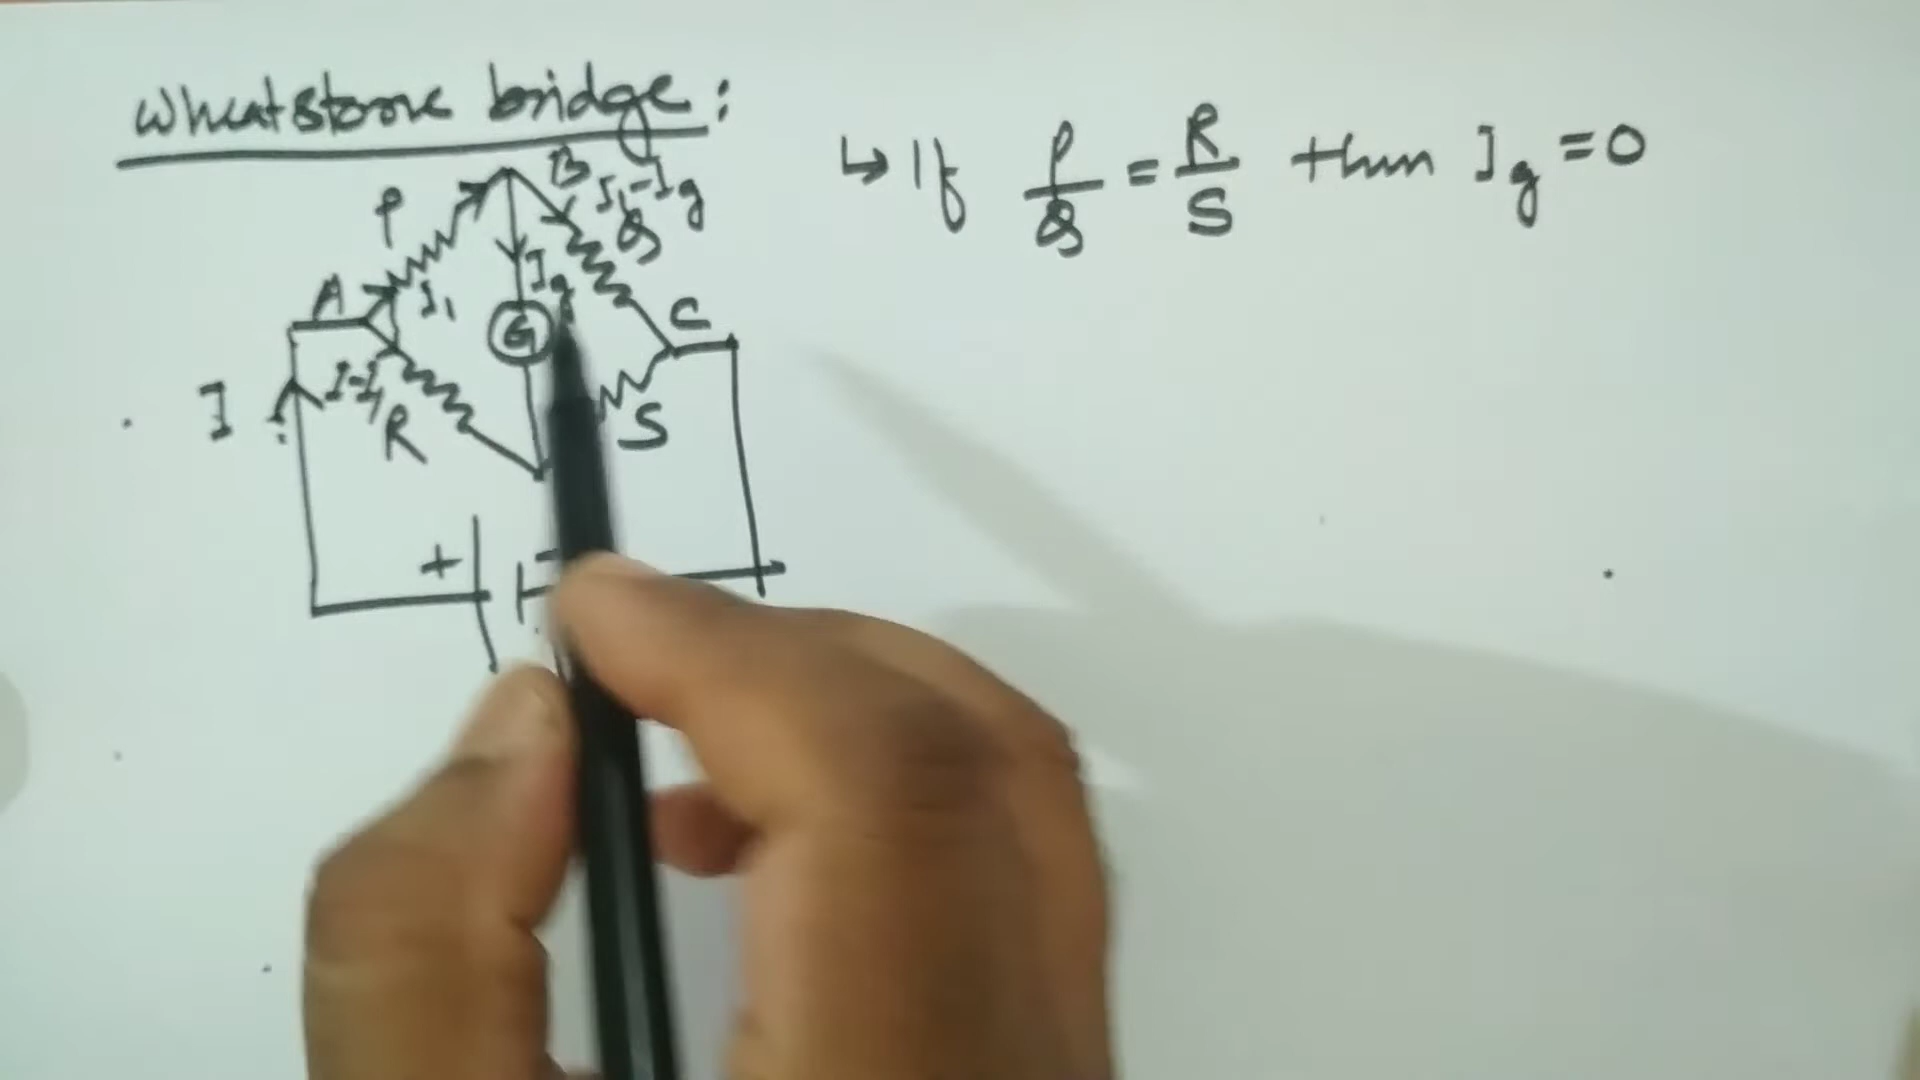 Wheatstone bridge:
↳ If P/Q = R/S then Ig = 0
B
I1-Ig
P
Q
Ig
A
I1
C
G
I
I-I1
R
S
+
-